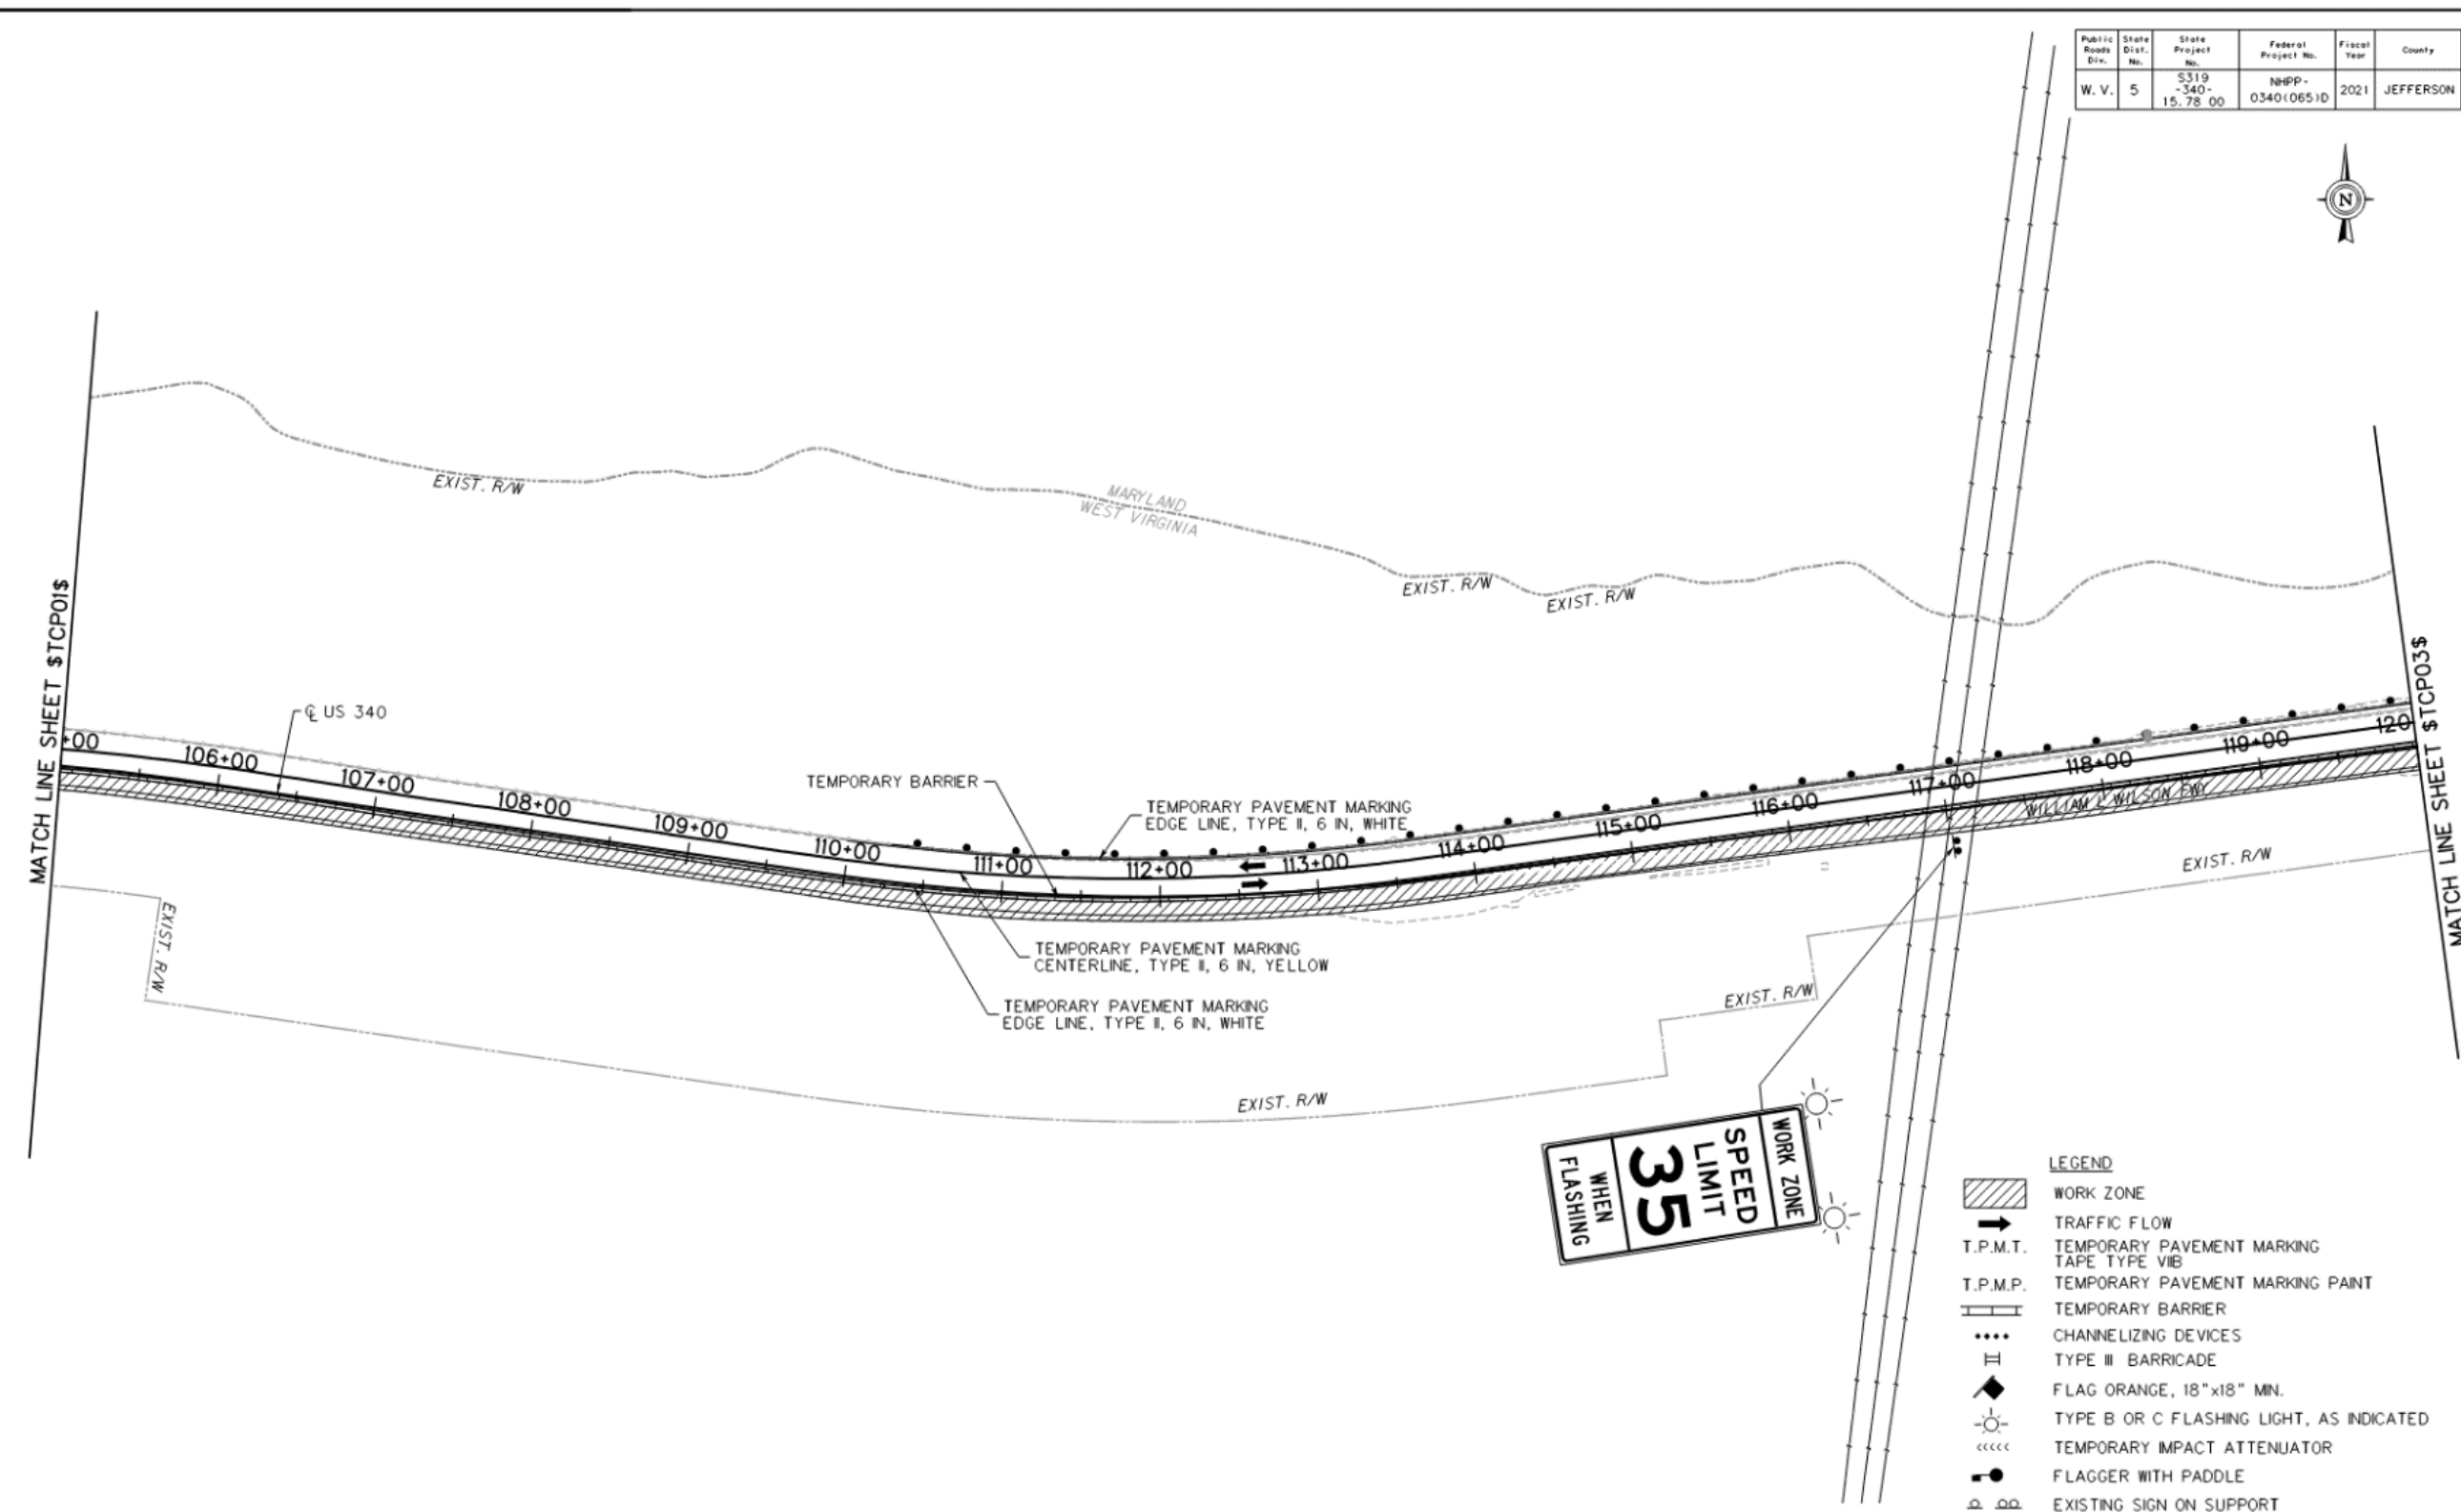 Public Roads Div.
State Dist. No.
State Project No.
Federal Project No.
Fiscal Year
County
W. V.
5
S319 -340- 15.78 00
NHPP- 0340(065)D
2021
JEFFERSON
N
MATCH LINE SHEET $TCP01$
EXIST. R/W
MARYLAND
WEST VIRGINIA
EXIST. R/W
EXIST. R/W
MATCH LINE SHEET $TCP03$
℄ US 340
+00
106+00
107+00
108+00
109+00
110+00
111+00
112+00
113+00
114+00
115+00
116+00
117+00
118+00
119+00
120
TEMPORARY BARRIER
TEMPORARY PAVEMENT MARKING
EDGE LINE, TYPE II, 6 IN, WHITE
WILLIAM L WILSON FWY
EXIST. R/W
EXIST. R/W
TEMPORARY PAVEMENT MARKING
CENTERLINE, TYPE II, 6 IN, YELLOW
TEMPORARY PAVEMENT MARKING
EDGE LINE, TYPE II, 6 IN, WHITE
EXIST. R/W
EXIST. R/W
WORK ZONE
SPEED
LIMIT
35
WHEN
FLASHING
LEGEND
WORK ZONE
TRAFFIC FLOW
T.P.M.T. TEMPORARY PAVEMENT MARKING
TAPE TYPE VIIB
T.P.M.P. TEMPORARY PAVEMENT MARKING PAINT
TEMPORARY BARRIER
CHANNELIZING DEVICES
TYPE III BARRICADE
FLAG ORANGE, 18"x18" MIN.
TYPE B OR C FLASHING LIGHT, AS INDICATED
TEMPORARY IMPACT ATTENUATOR
FLAGGER WITH PADDLE
EXISTING SIGN ON SUPPORT